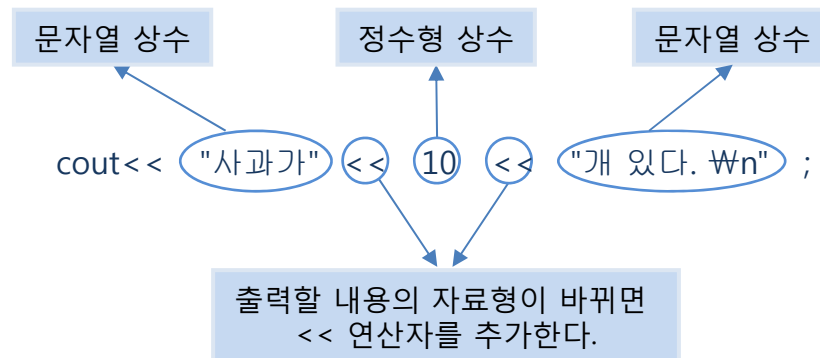 문자열 상수 정수형 상수 문자열 상수
cout<< "사과가" << 10 << "개 있다. ₩n" ;
출력할 내용의 자료형이 바뀌면
<< 연산자를 추가한다.